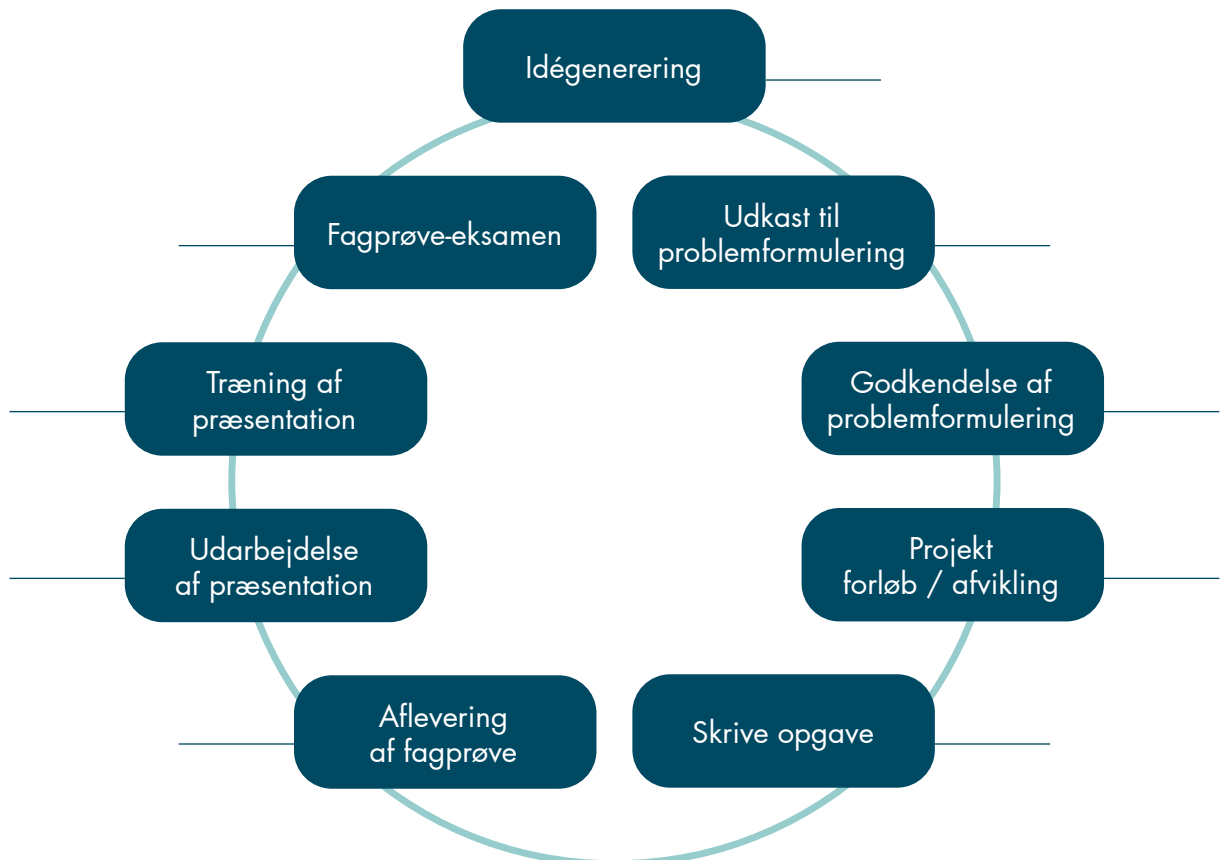 Idégenerering
Udkast til
problemformulering
Godkendelse af
problemformulering
Projekt
forløb / afvikling
Skrive opgave
Aflevering
af fagprøve
Udarbejdelse
af præsentation
Træning af
præsentation
Fagprøve-eksamen